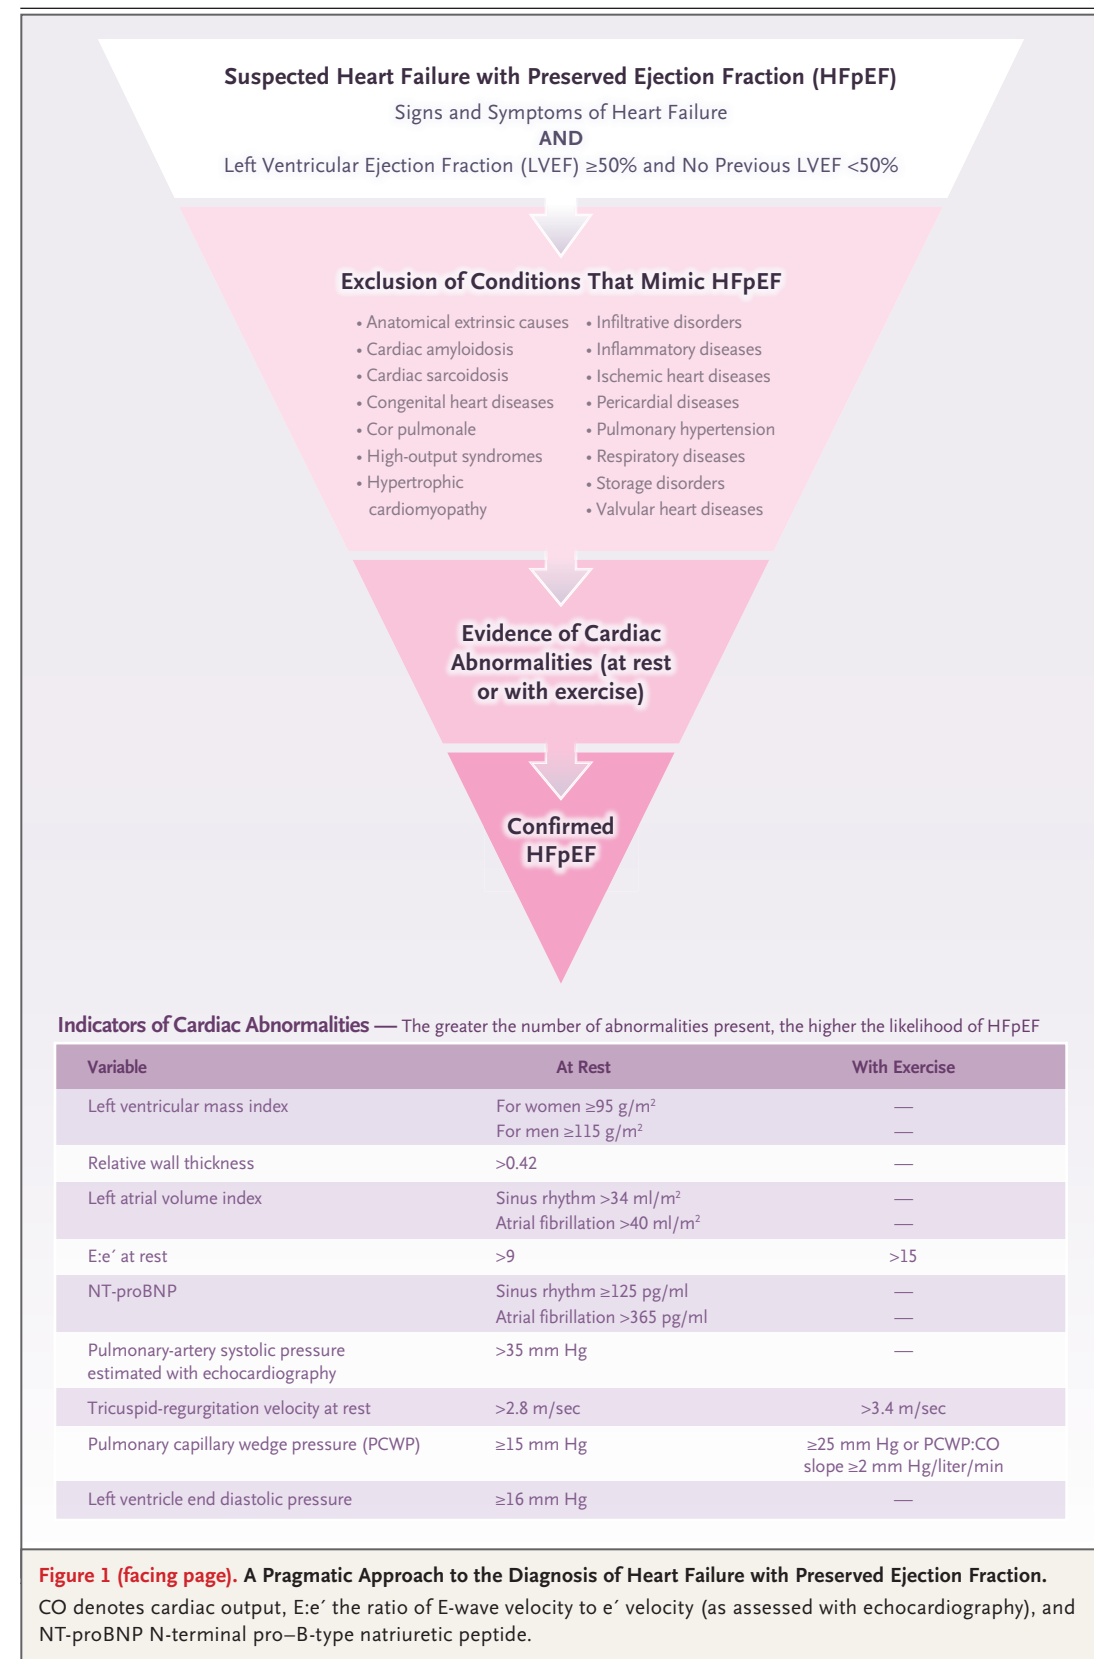 Suspected Heart Failure with Preserved Ejection Fraction (HFpEF)
Signs and Symptoms of Heart Failure
AND
Left Ventricular Ejection Fraction (LVEF) ≥50% and No Previous LVEF <50%
Exclusion of Conditions That Mimic HFpEF
• Anatomical extrinsic causes
• Cardiac amyloidosis
• Cardiac sarcoidosis
• Congenital heart diseases
• Cor pulmonale
• High-output syndromes
• Hypertrophic
cardiomyopathy
• Infiltrative disorders
• Inflammatory diseases
• Ischemic heart diseases
• Pericardial diseases
• Pulmonary hypertension
• Respiratory diseases
• Storage disorders
• Valvular heart diseases
Evidence of Cardiac
Abnormalities (at rest
or with exercise)
Confirmed
HFpEF
Indicators of Cardiac Abnormalities — The greater the number of abnormalities present, the higher the likelihood of HFpEF
Variable At Rest With Exercise
Left ventricular mass index For women ≥95 g/m² —
For men ≥115 g/m² —
Relative wall thickness >0.42 —
Left atrial volume index Sinus rhythm >34 ml/m² —
Atrial fibrillation >40 ml/m² —
E:e´ at rest >9 >15
NT-proBNP Sinus rhythm ≥125 pg/ml —
Atrial fibrillation >365 pg/ml —
Pulmonary-artery systolic pressure >35 mm Hg —
estimated with echocardiography
Tricuspid-regurgitation velocity at rest >2.8 m/sec >3.4 m/sec
Pulmonary capillary wedge pressure (PCWP) ≥15 mm Hg ≥25 mm Hg or PCWP:CO
slope ≥2 mm Hg/liter/min
Left ventricle end diastolic pressure ≥16 mm Hg —
Figure 1 (facing page). A Pragmatic Approach to the Diagnosis of Heart Failure with Preserved Ejection Fraction.
CO denotes cardiac output, E:e´ the ratio of E-wave velocity to e´ velocity (as assessed with echocardiography), and
NT-proBNP N-terminal pro–B-type natriuretic peptide.